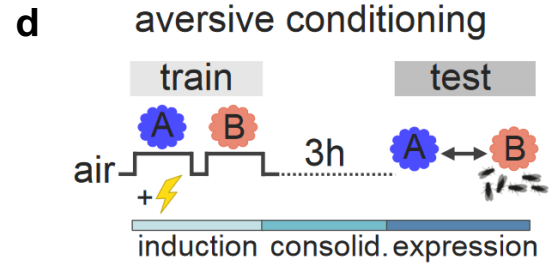 d
aversive conditioning
train
test
A B
air
3h
A B
+
induction consolid. expression